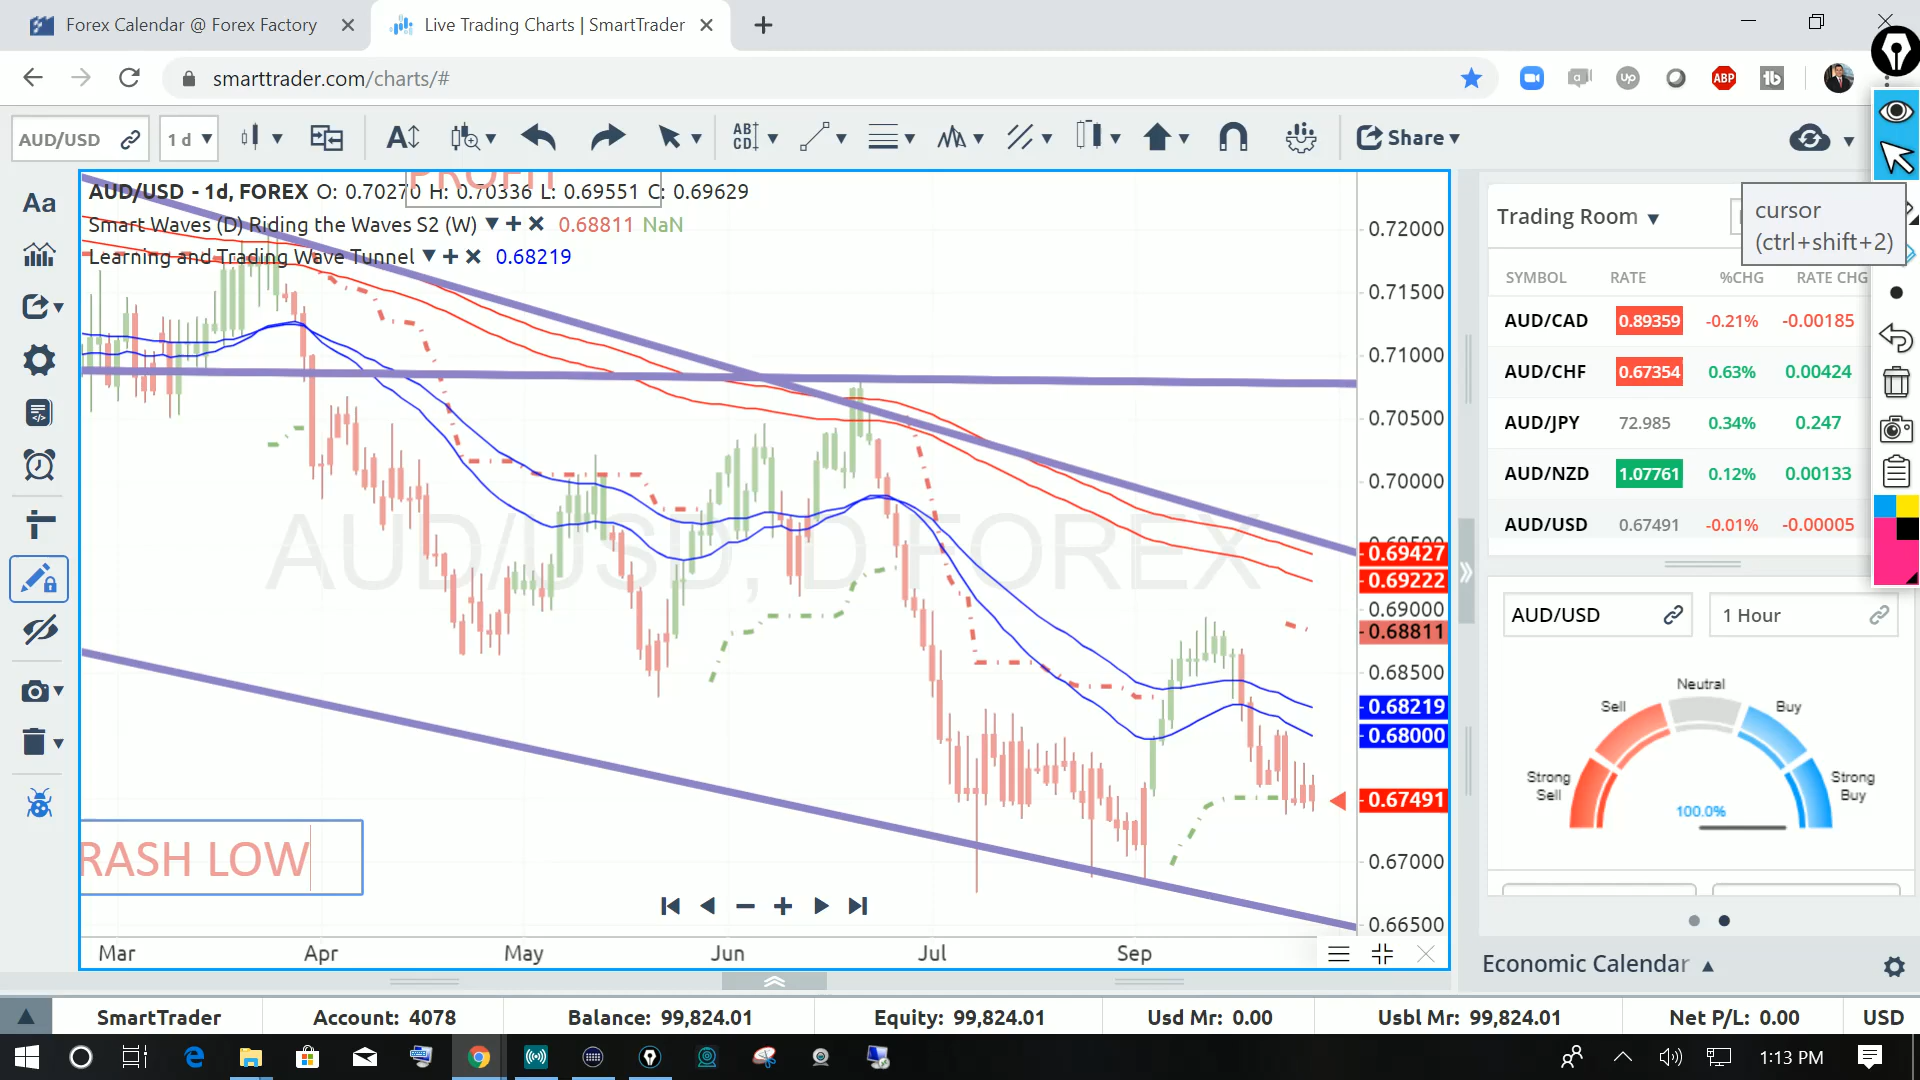 Forex Calendar @ Forex Factory
Live Trading Charts | SmartTrader
smarttrader.com/charts/#
up
ABP
tb
AUD/USD
1 d
A
AB
CD
Share
Aa
AUD/USD - 1d, FOREX O: 0.70270 H: 0.70336 L: 0.69551 C: 0.69629
PROFIT
Smart Waves (D) Riding the Waves S2 (W) 0.68811 NaN
Learning and Trading Wave Tunnel 0.68219
AUD/USD, D FOREX
RASH LOW
0.72000
0.71500
0.71000
0.70500
0.70000
0.69500
0.69427
0.69222
0.69000
0.68811
0.68500
0.68219
0.68000
0.67491
0.67000
0.66500
Mar Apr May Jun Jul Sep
Trading Room
cursor
(ctrl+shift+2)
SYMBOL RATE %CHG RATE CHG
AUD/CAD 0.89359 -0.21% -0.00185
AUD/CHF 0.67354 0.63% 0.00424
AUD/JPY 72.985 0.34% 0.247
AUD/NZD 1.07761 0.12% 0.00133
AUD/USD 0.67491 -0.01% -0.00005
AUD/USD
1 Hour
Neutral
Sell
Buy
Strong
Sell
Strong
Buy
100.0%
Economic Calendar
SmartTrader Account: 4078 Balance: 99,824.01 Equity: 99,824.01 Usd Mr: 0.00 Usbl Mr: 99,824.01 Net P/L: 0.00 USD
1:13 PM